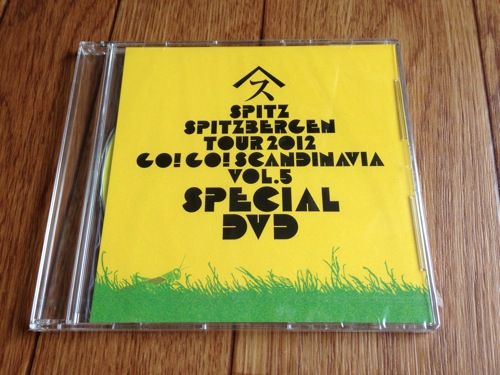 ス
SPITZ
SPITZBERGEN
TOUR 2012
GO! GO! SCANDINAVIA
VOL.5
SPECIAL
DVD